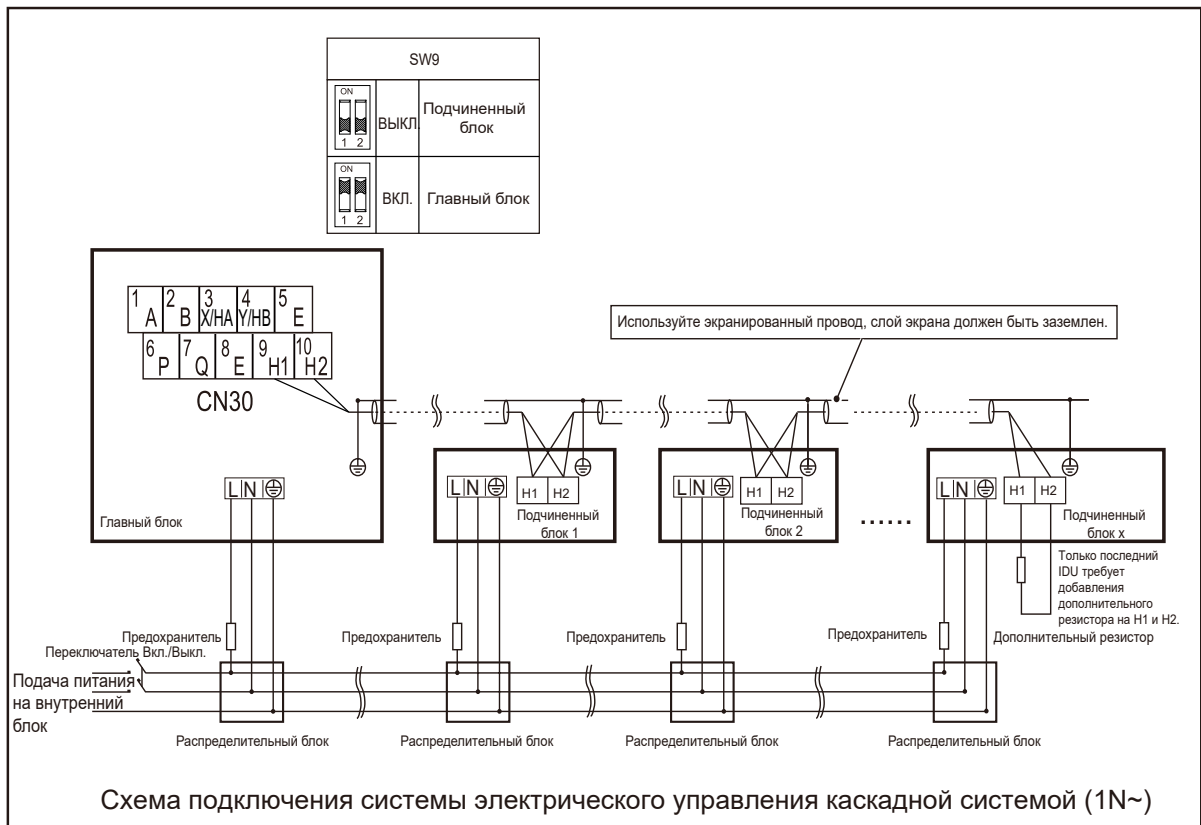 SW9
ON
1 2
ВЫКЛ.
Подчиненный
блок
ON
1 2
ВКЛ.
Главный блок
1 A
2 B
3 X/HA
4 Y/HB
5 E
6 P
7 Q
8 E
9 H1
10 H2
CN30
Используйте экранированный провод, слой экрана должен быть заземлен.
L N
Главный блок
L N
H1 H2
Подчиненный
блок 1
L N
H1 H2
Подчиненный
блок 2
......
L N
H1 H2
Подчиненный
блок x
Только последний
IDU требует
добавления
дополнительного
резистора на H1 и H2.
Дополнительный резистор
Предохранитель
Предохранитель
Предохранитель
Предохранитель
Переключатель Вкл./Выкл.
Подача питания
на внутренний
блок
Распределительный блок
Распределительный блок
Распределительный блок
Распределительный блок
Схема подключения системы электрического управления каскадной системой (1N~)